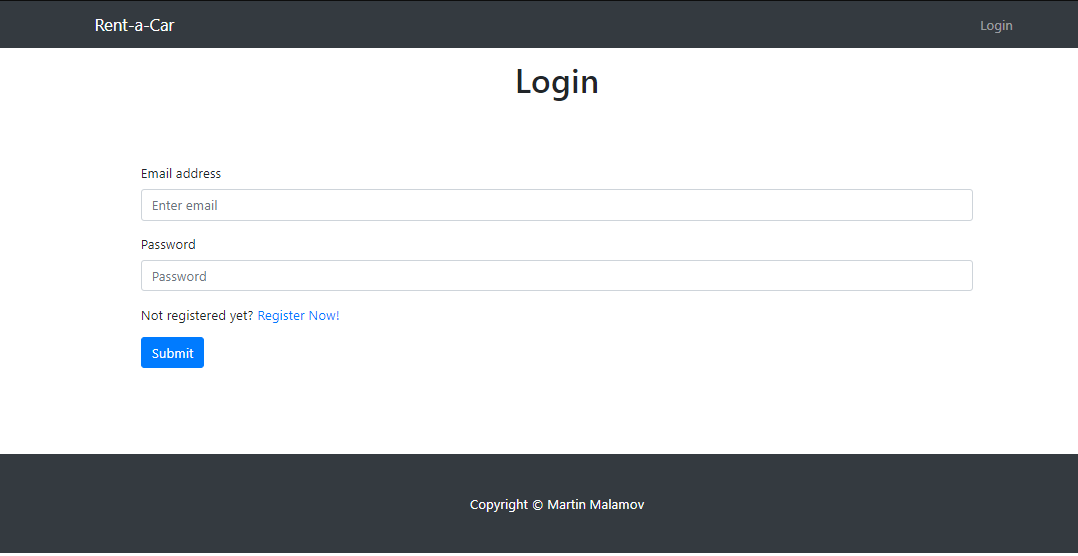 Rent-a-Car
Login
Login
Email address
Enter email
Password
Password
Not registered yet? Register Now!
Submit
Copyright © Martin Malamov